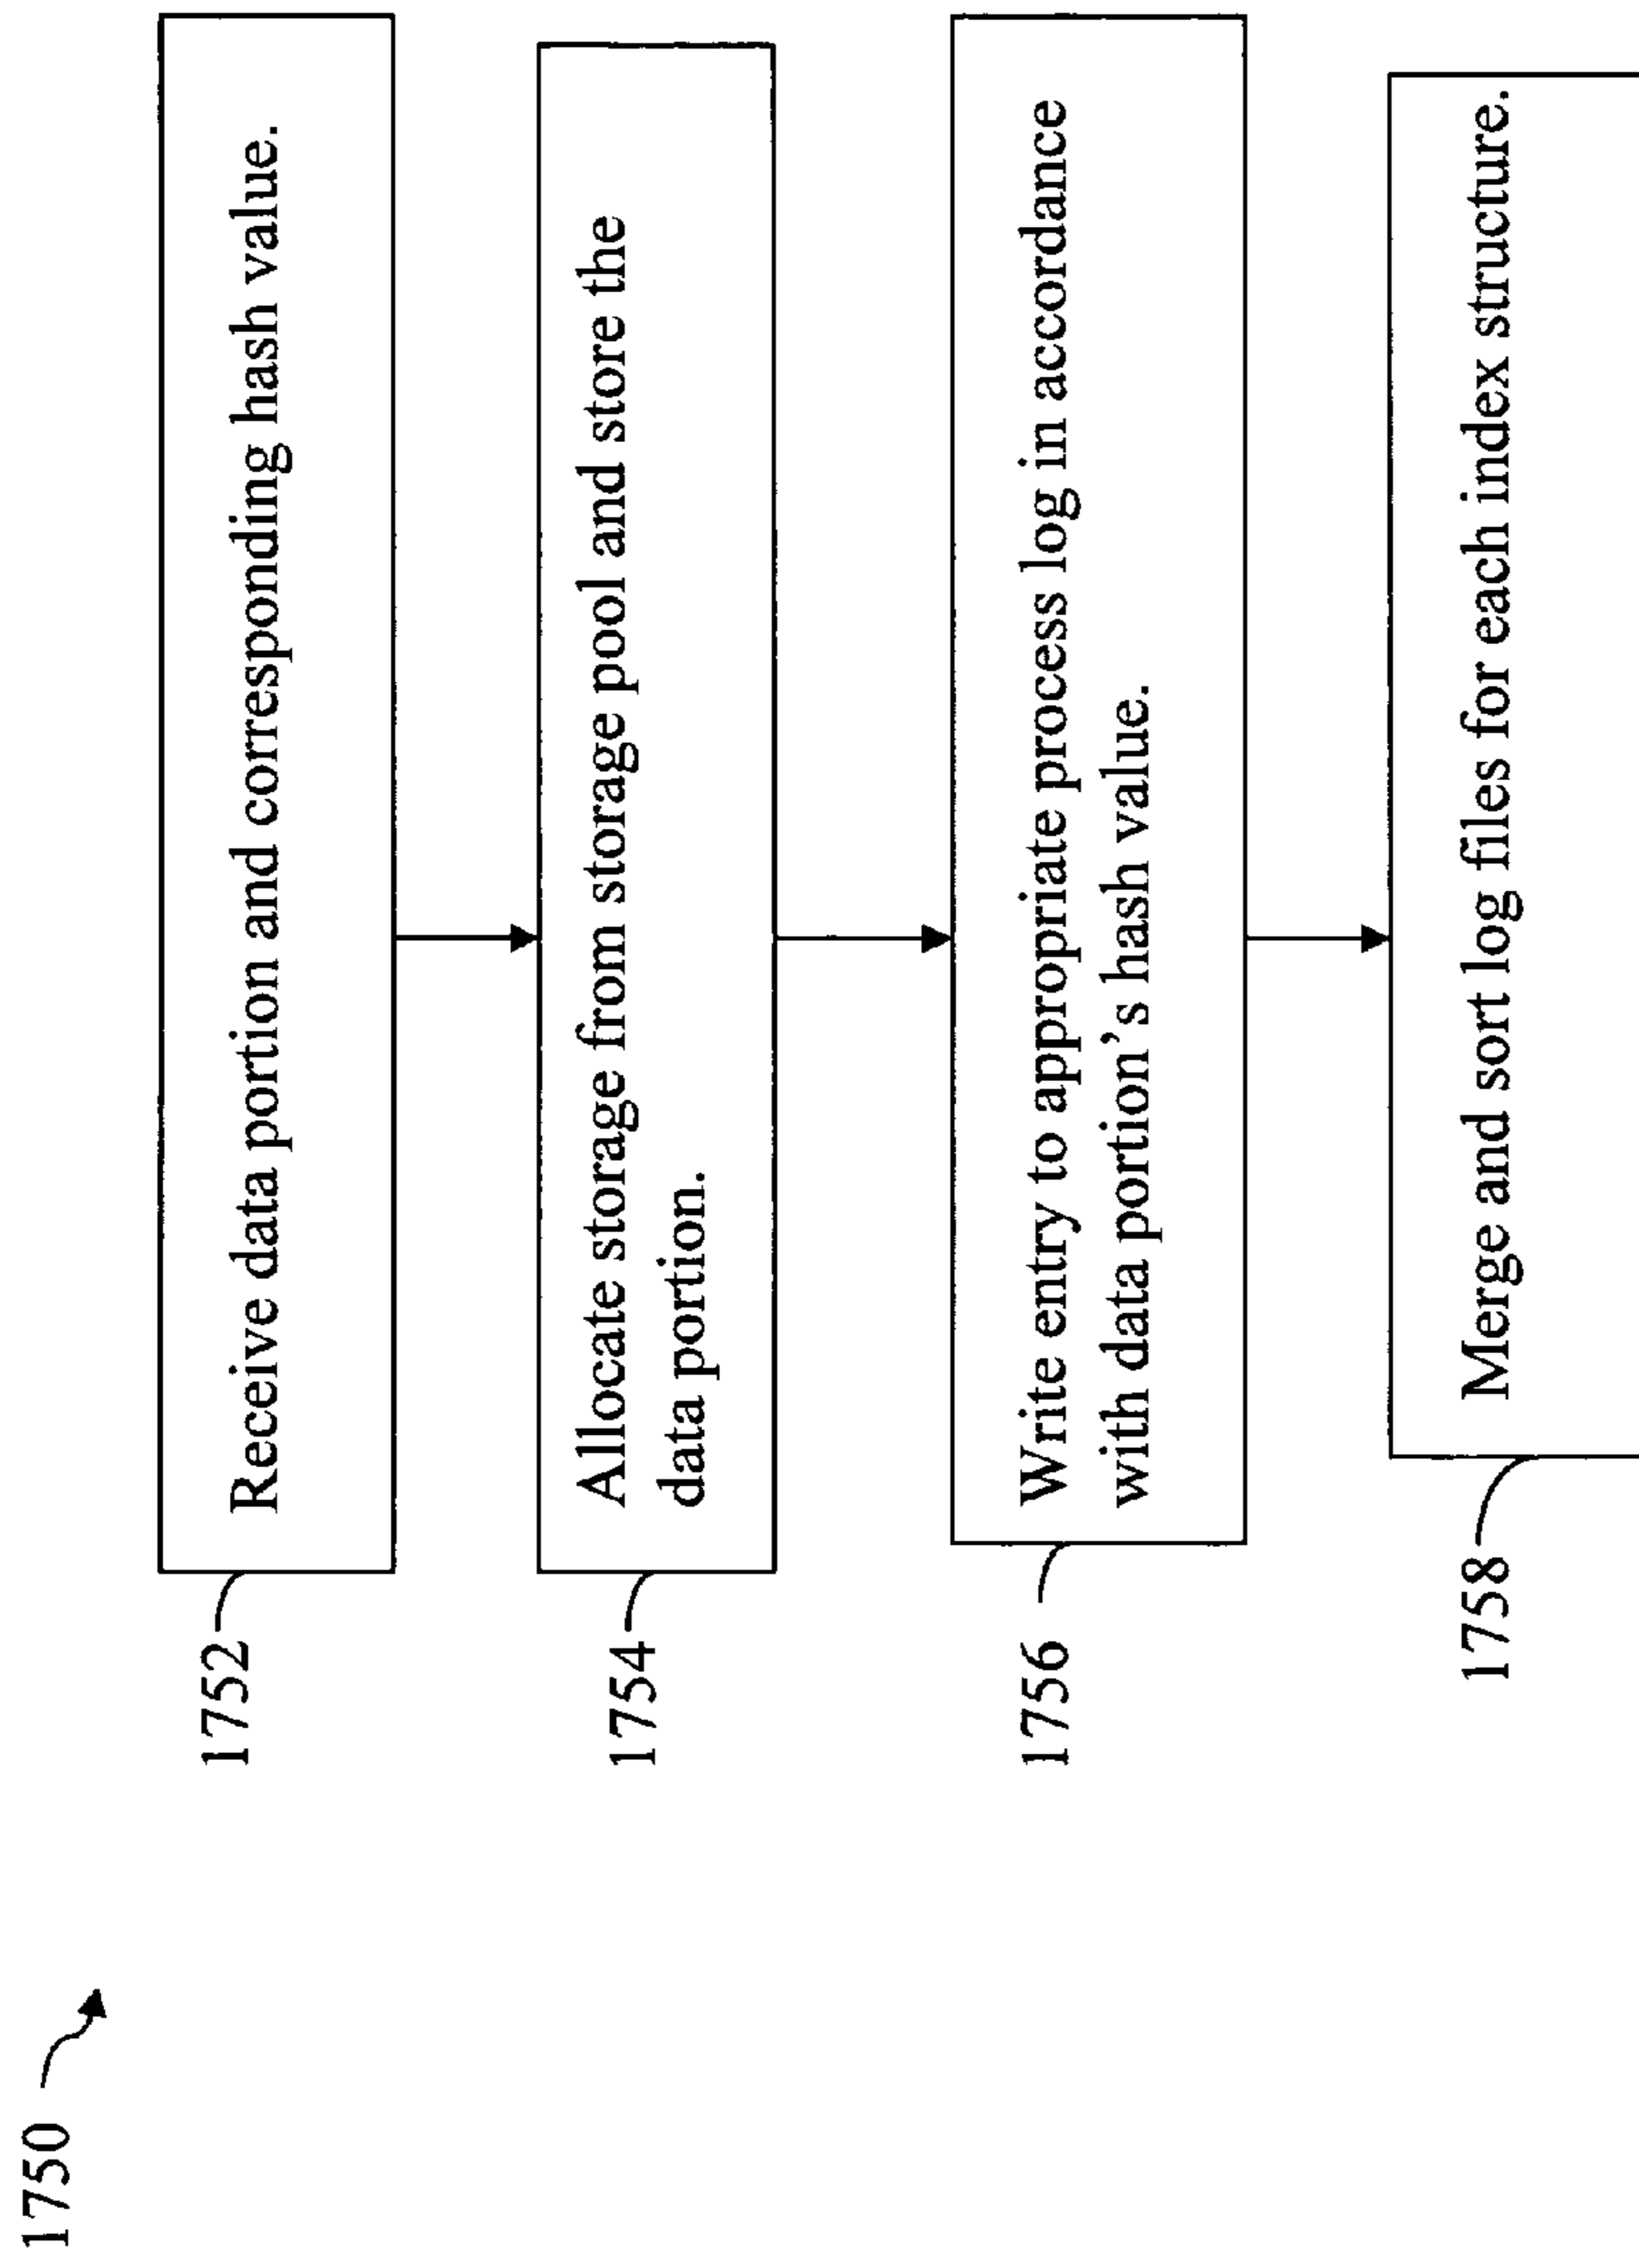 1750
1752
Receive data portion and corresponding hash value.
1754
Allocate storage from storage pool and store the
data portion.
1756
Write entry to appropriate process log in accordance
with data portion's hash value.
1758
Merge and sort log files for each index structure.